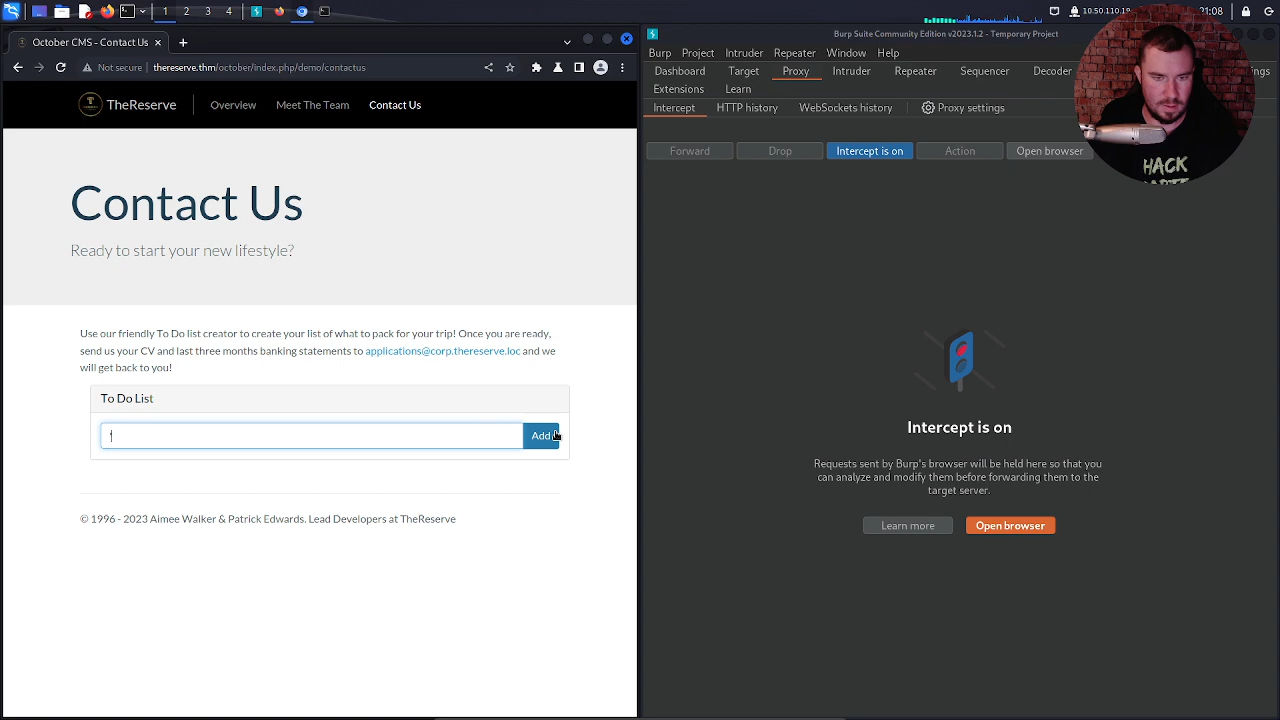 1 2 3 4 10.50.110.18 21:08
October CMS - Contact Us
Burp Suite Community Edition v2023.1.2 - Temporary Project
Burp Project Intruder Repeater Window Help
Not secure thereserve.thm/october/index.php/demo/contactus
Dashboard Target Proxy Intruder Repeater Sequencer Decoder
Extensions Learn
TheReserve Overview Meet The Team Contact Us
Intercept HTTP history WebSockets history Proxy settings
Forward Drop Intercept is on Action Open browser
HACK
Contact Us
Ready to start your new lifestyle?
Use our friendly To Do list creator to create your list of what to pack for your trip! Once you are ready,
send us your CV and last three months banking statements to applications@corp.thereserve.loc and we
will get back to you!
To Do List
Add
© 1996 - 2023 Aimee Walker & Patrick Edwards. Lead Developers at TheReserve
Intercept is on
Requests sent by Burp's browser will be held here so that you
can analyze and modify them before forwarding them to the
target server.
Learn more Open browser